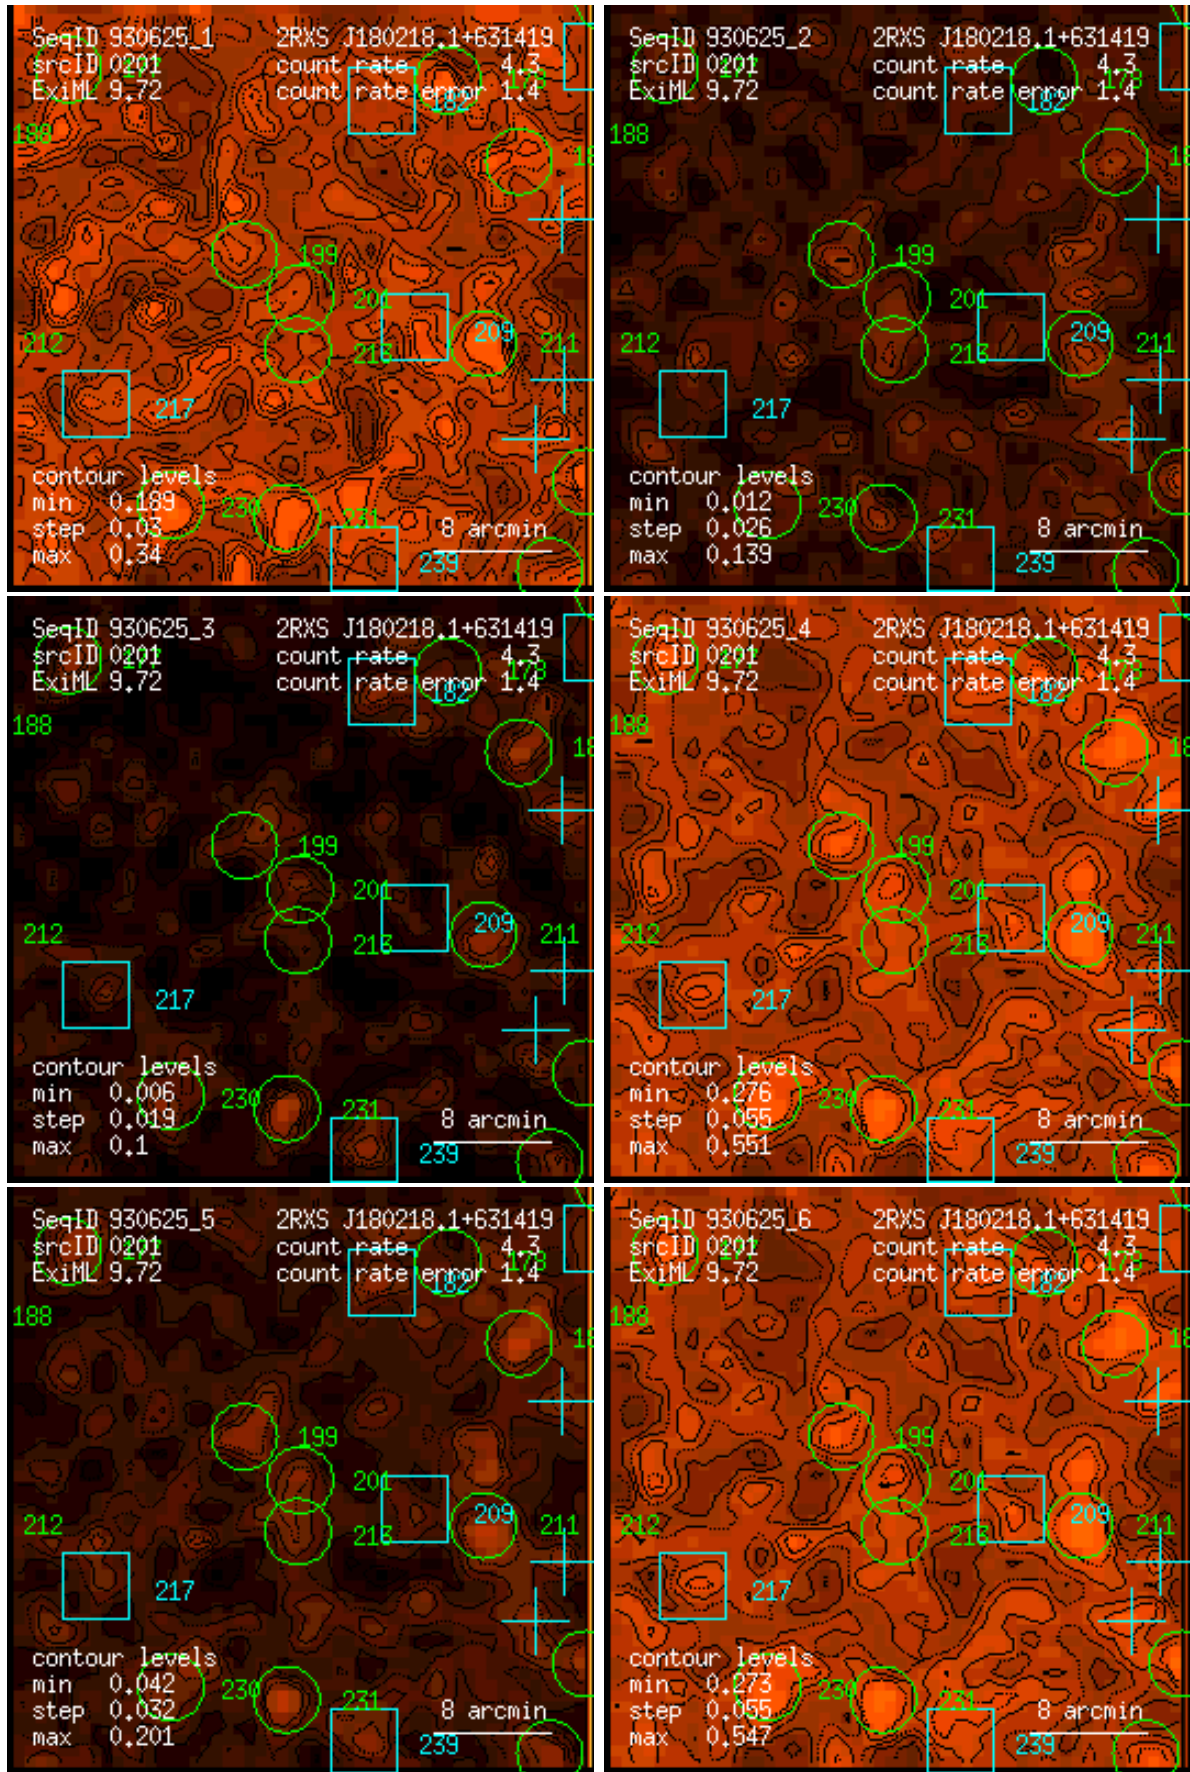 SeqID 930625_1 2RXS J180218.1+631419
srcID 0201 count rate 4.3
ExiML 9.72 count rate error 1.4
182
188
199
201
212
209
211
217
contour levels
min 0.189
230
231
step 0.03
8 arcmin
max 0.34
239
SeqID 930625_2 2RXS J180218.1+631419
srcID 0201 count rate 4.3
ExiML 9.72 count rate error 1.4
182
188
199
201
212
209
211
217
contour levels
min 0.012
230
231
step 0.026
8 arcmin
max 0.139
239
SeqID 930625_3 2RXS J180218.1+631419
srcID 0201 count rate 4.3
ExiML 9.72 count rate error 1.4
182
188
199
201
212
209
211
217
contour levels
min 0.006
230
231
step 0.019
8 arcmin
max 0.1
239
SeqID 930625_4 2RXS J180218.1+631419
srcID 0201 count rate 4.3
ExiML 9.72 count rate error 1.4
182
188
199
201
212
209
211
217
contour levels
min 0.276
230
231
step 0.055
8 arcmin
max 0.551
239
SeqID 930625_5 2RXS J180218.1+631419
srcID 0201 count rate 4.3
ExiML 9.72 count rate error 1.4
182
188
199
201
212
209
211
217
contour levels
min 0.042
230
231
step 0.032
8 arcmin
max 0.201
239
SeqID 930625_6 2RXS J180218.1+631419
srcID 0201 count rate 4.3
ExiML 9.72 count rate error 1.4
182
188
199
201
212
209
211
217
contour levels
min 0.273
230
231
step 0.055
8 arcmin
max 0.547
239